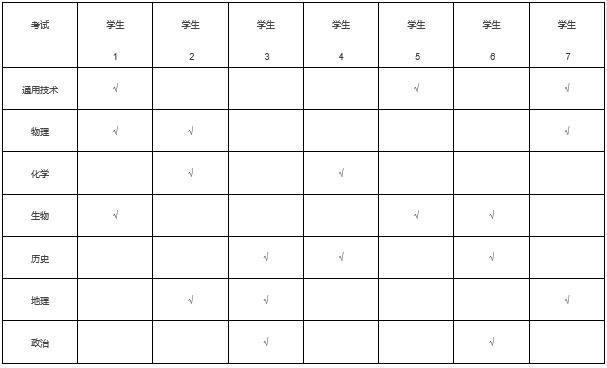 考试 学生 学生 学生 学生 学生 学生 学生
1 2 3 4 5 6 7
通用技术 √ √ √
物理 √ √ √
化学 √ √
生物 √ √ √
历史 √ √ √
地理 √ √ √
政治 √ √